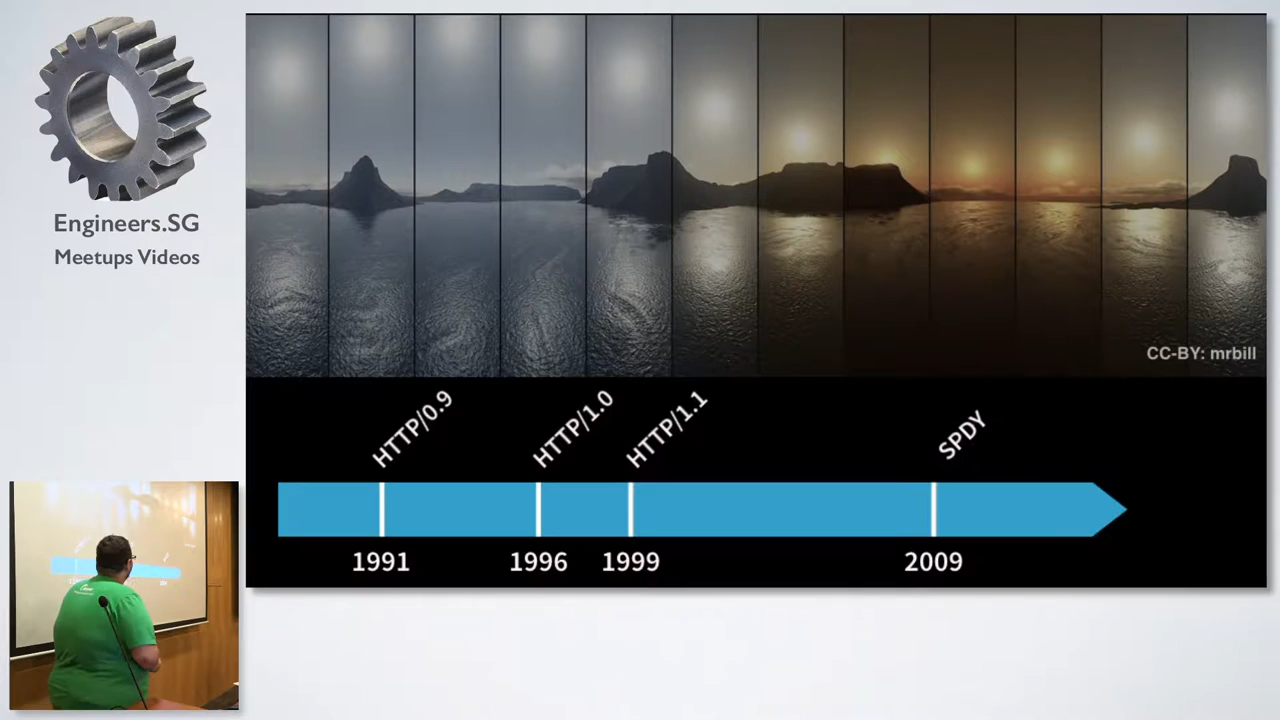 Engineers.SG
Meetups Videos
CC-BY: mrbill
HTTP/0.9
HTTP/1.0
HTTP/1.1
SPDY
1991
1996
1999
2009